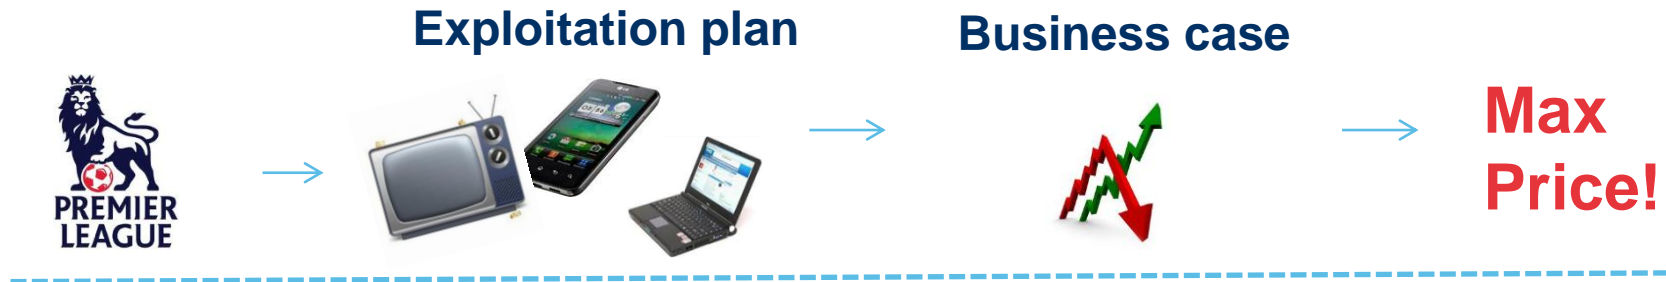 Exploitation plan
Business case
PREMIER
LEAGUE
Max
Price!